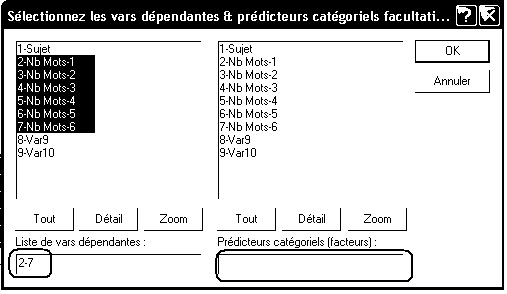 Sélectionnez les vars dépendantes & prédicteurs catégoriels facultati...
1-Sujet
2-Nb Mots-1
3-Nb Mots-2
4-Nb Mots-3
5-Nb Mots-4
6-Nb Mots-5
7-Nb Mots-6
8-Var9
9-Var10
1-Sujet
2-Nb Mots-1
3-Nb Mots-2
4-Nb Mots-3
5-Nb Mots-4
6-Nb Mots-5
7-Nb Mots-6
8-Var9
9-Var10
OK
Annuler
Tout Détail Zoom Tout Détail Zoom
Liste de vars dépendantes : Prédicteurs catégoriels (facteurs) :
2-7